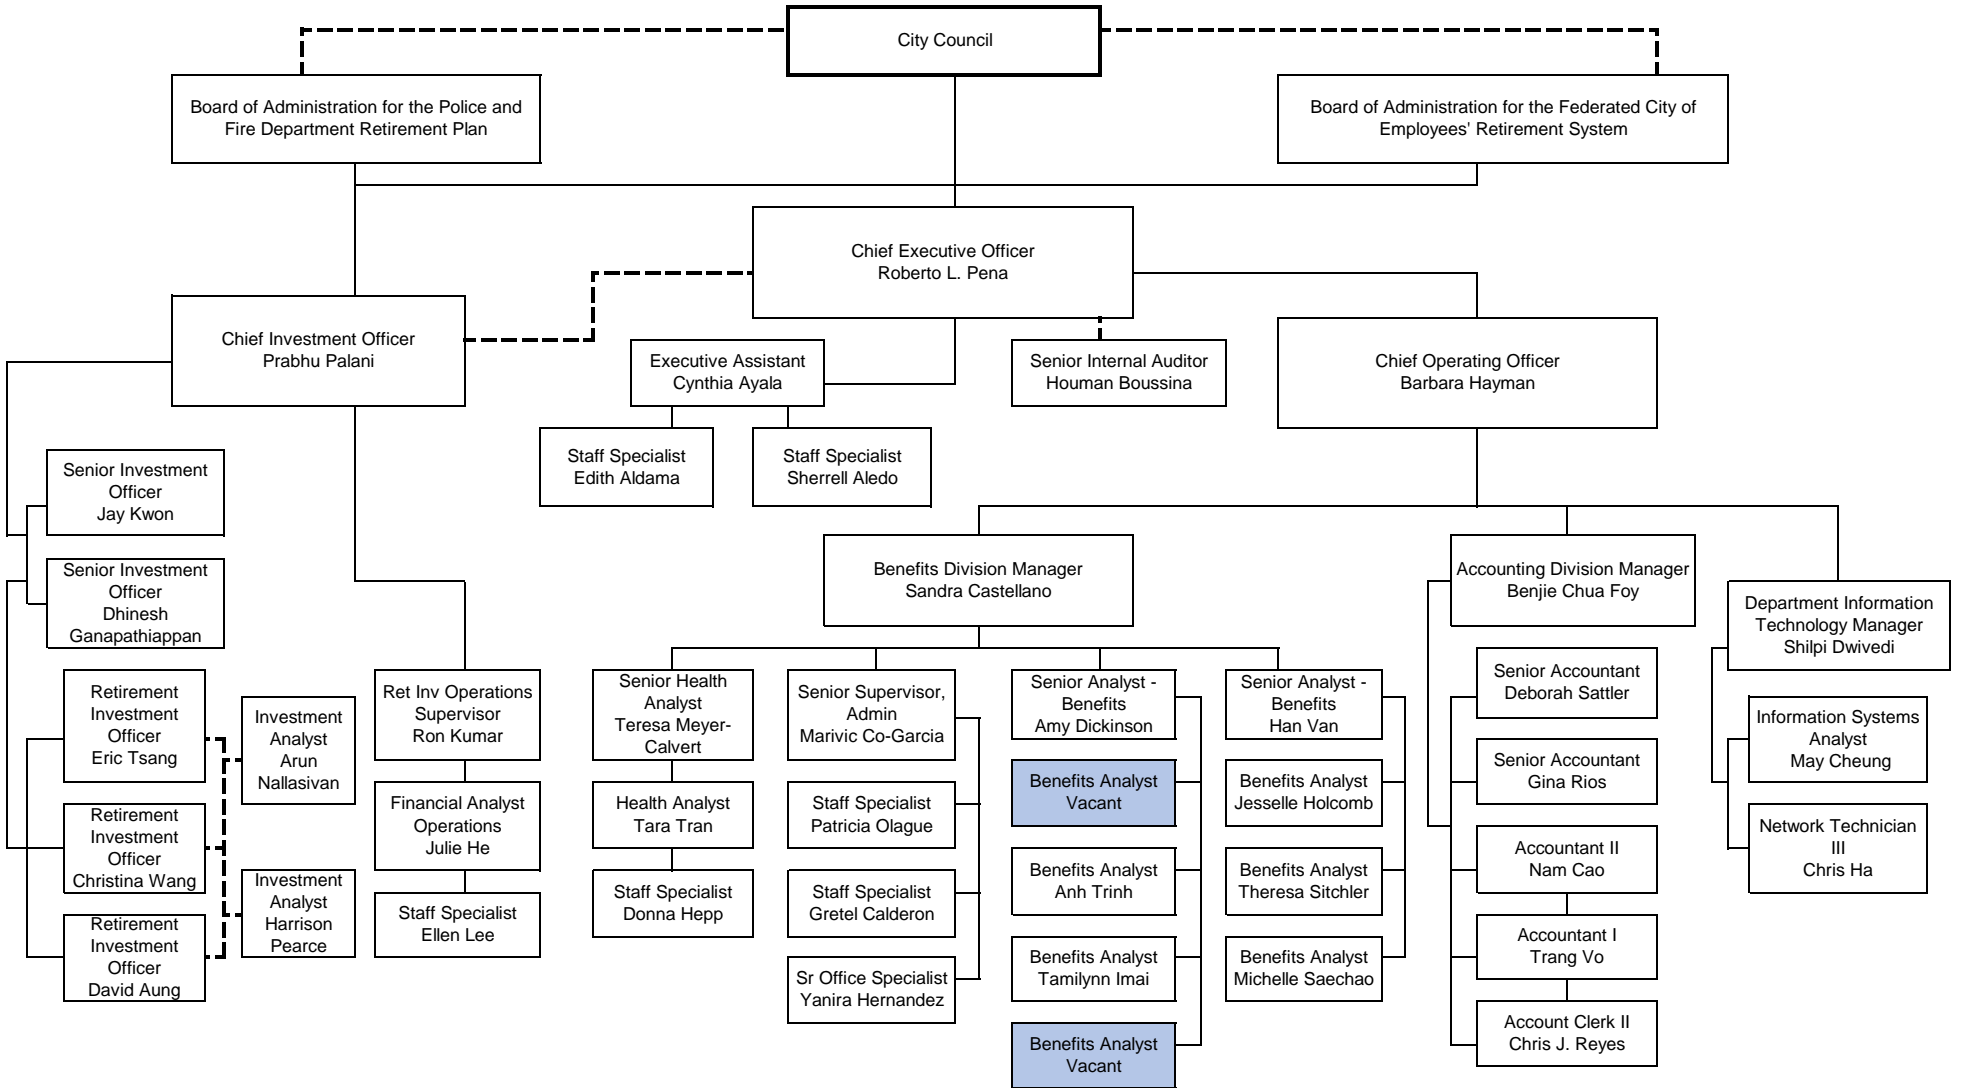 City Council
Board of Administration for the Police and
Fire Department Retirement Plan
Board of Administration for the Federated City of
Employees' Retirement System
Chief Executive Officer
Roberto L. Pena
Chief Investment Officer
Prabhu Palani
Executive Assistant
Cynthia Ayala
Senior Internal Auditor
Houman Boussina
Chief Operating Officer
Barbara Hayman
Staff Specialist
Edith Aldama
Staff Specialist
Sherrell Aledo
Senior Investment
Officer
Jay Kwon
Senior Investment
Officer
Dhinesh
Ganapathiappan
Benefits Division Manager
Sandra Castellano
Accounting Division Manager
Benjie Chua Foy
Department Information
Technology Manager
Shilpi Dwivedi
Retirement
Investment
Officer
Eric Tsang
Investment
Analyst
Arun
Nallasivan
Retirement
Investment
Officer
Christina Wang
Investment
Analyst
Harrison
Pearce
Retirement
Investment
Officer
David Aung
Ret Inv Operations
Supervisor
Ron Kumar
Financial Analyst
Operations
Julie He
Staff Specialist
Ellen Lee
Senior Health
Analyst
Teresa Meyer-
Calvert
Health Analyst
Tara Tran
Staff Specialist
Donna Hepp
Senior Supervisor,
Admin
Marivic Co-Garcia
Staff Specialist
Patricia Olague
Staff Specialist
Gretel Calderon
Sr Office Specialist
Yanira Hernandez
Senior Analyst -
Benefits
Amy Dickinson
Benefits Analyst
Vacant
Benefits Analyst
Anh Trinh
Benefits Analyst
Tamilynn Imai
Benefits Analyst
Vacant
Senior Analyst -
Benefits
Han Van
Benefits Analyst
Jesselle Holcomb
Benefits Analyst
Theresa Sitchler
Benefits Analyst
Michelle Saechao
Senior Accountant
Deborah Sattler
Senior Accountant
Gina Rios
Accountant II
Nam Cao
Accountant I
Trang Vo
Account Clerk II
Chris J. Reyes
Information Systems
Analyst
May Cheung
Network Technician
III
Chris Ha